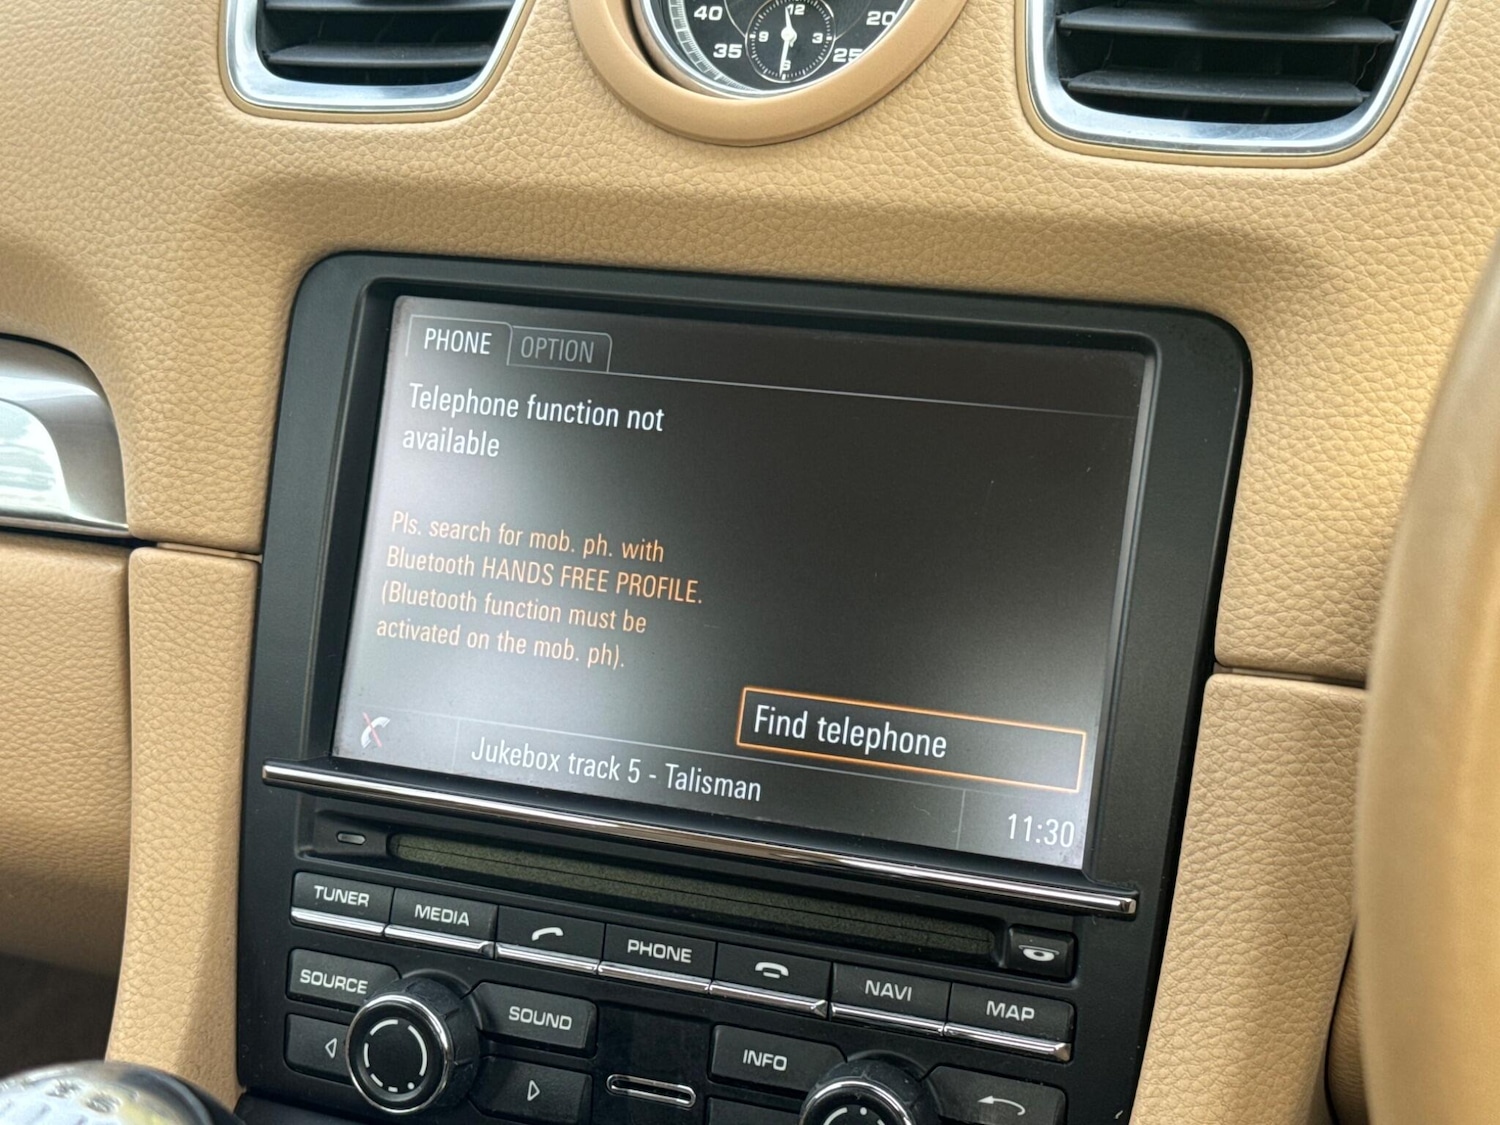 40
35
12
9
3
6
20
25
PHONE
OPTION
Telephone function not
available
Pls. search for mob. ph. with
Bluetooth HANDS FREE PROFILE.
(Bluetooth function must be
activated on the mob. ph).
Find telephone
Jukebox track 5 - Talisman
11:30
TUNER
MEDIA
PHONE
NAVI
MAP
SOURCE
SOUND
INFO